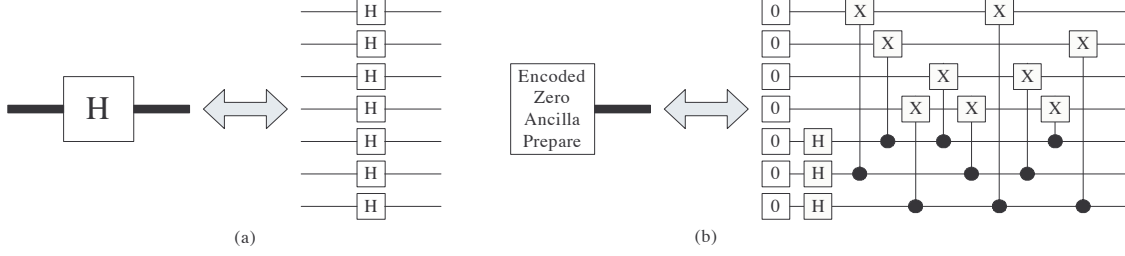 H
H
H
H
H
H
H
H
(a)
Encoded
Zero
Ancilla
Prepare
0 X X
0 X X
0 X X
0 X X X
0 H
0 H
0 H
(b)